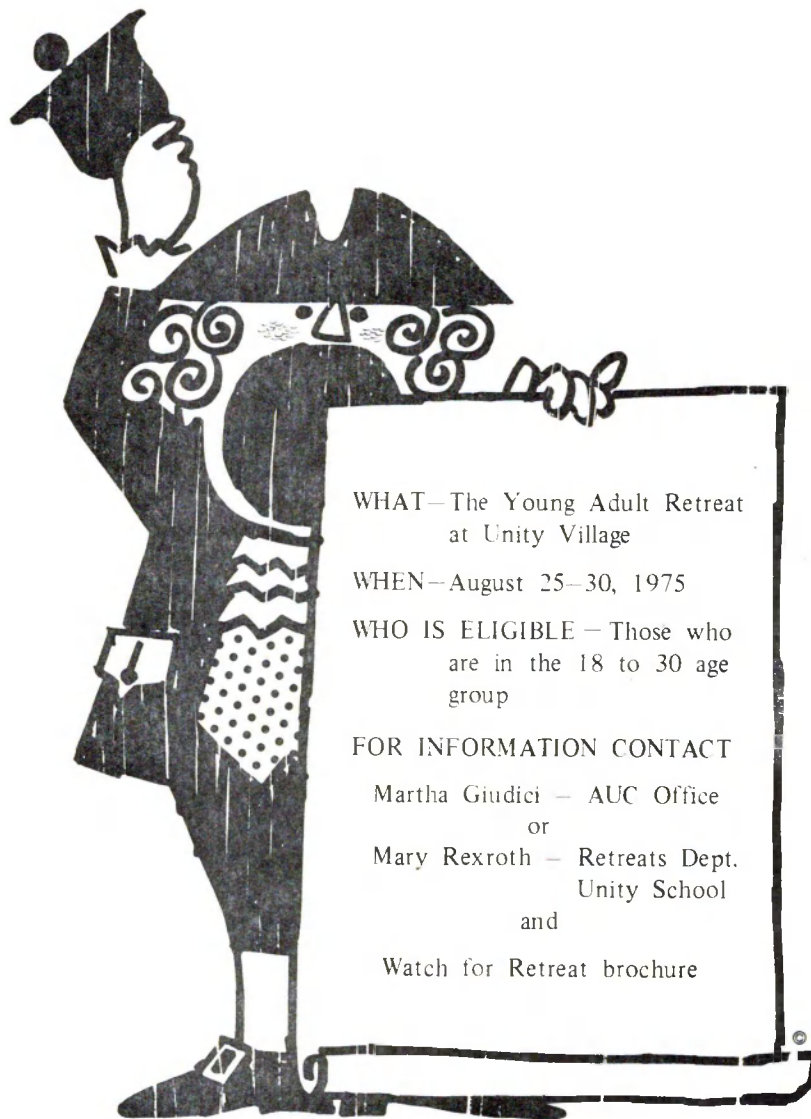 WHAT—The Young Adult Retreat
at Unity Village
WHEN—August 25–30, 1975
WHO IS ELIGIBLE — Those who
are in the 18 to 30 age
group
FOR INFORMATION CONTACT
Martha Giudici — AUC Office
or
Mary Rexroth — Retreats Dept.
Unity School
and
Watch for Retreat brochure
©